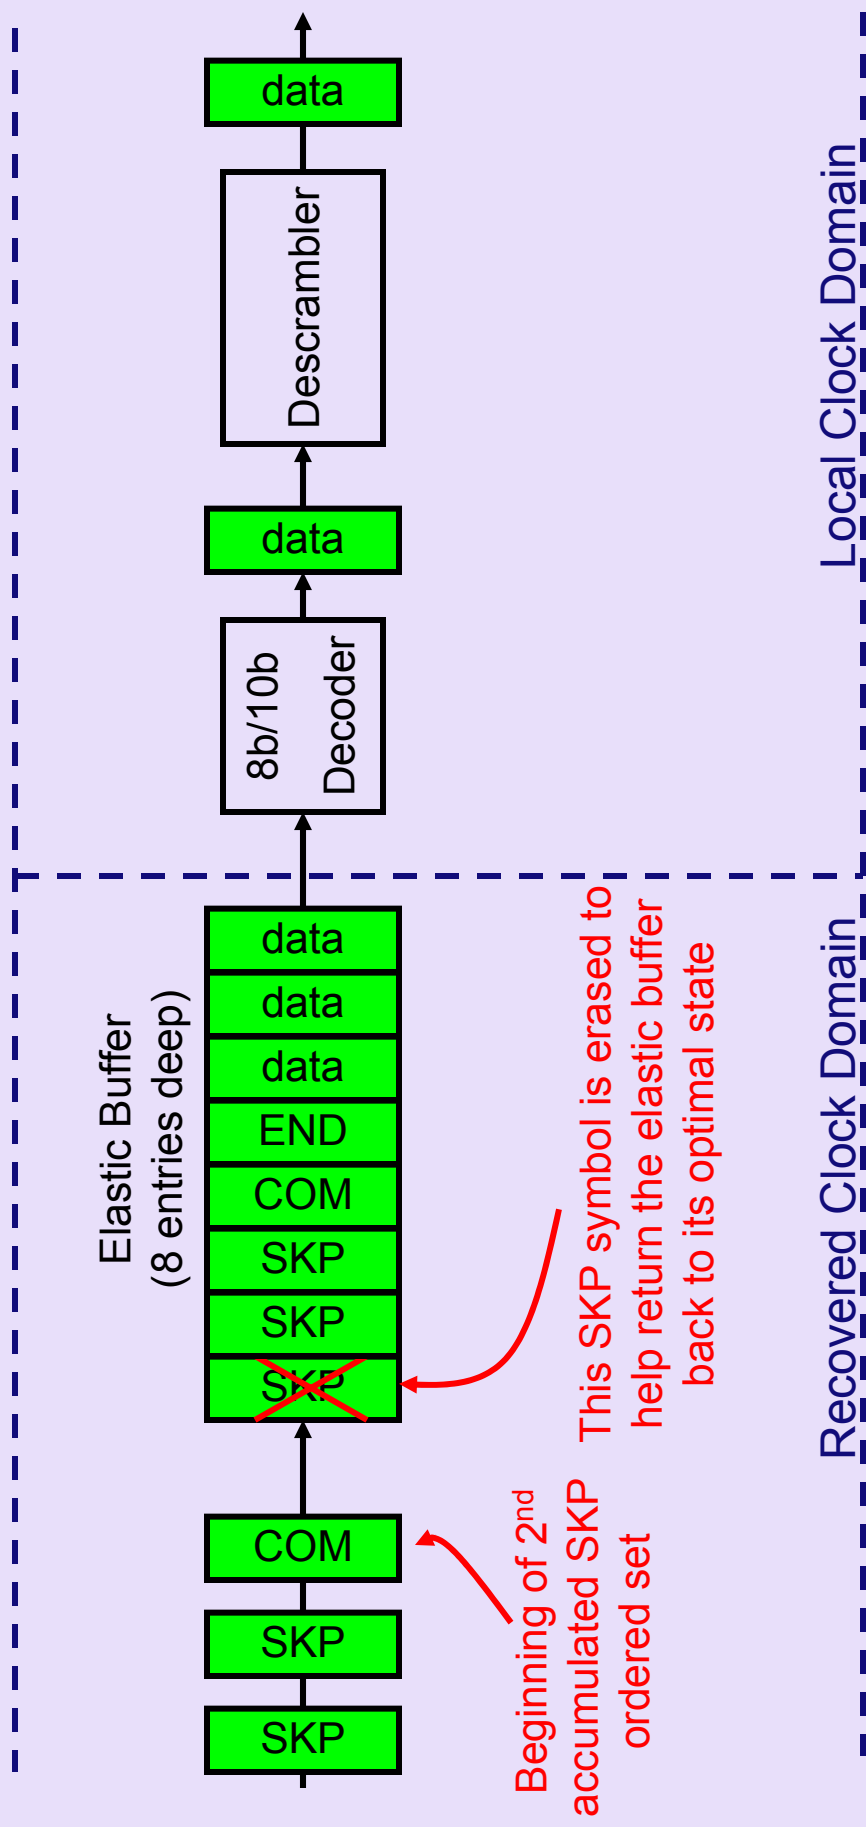 data
Descrambler
data
8b/10b
Decoder
Local Clock Domain
Elastic Buffer
(8 entries deep)
data
data
data
END
COM
SKP
SKP
SKP
This SKP symbol is erased to
help return the elastic buffer
back to its optimal state
COM
SKP
SKP
Beginning of 2nd
accumulated SKP
ordered set
Recovered Clock Domain